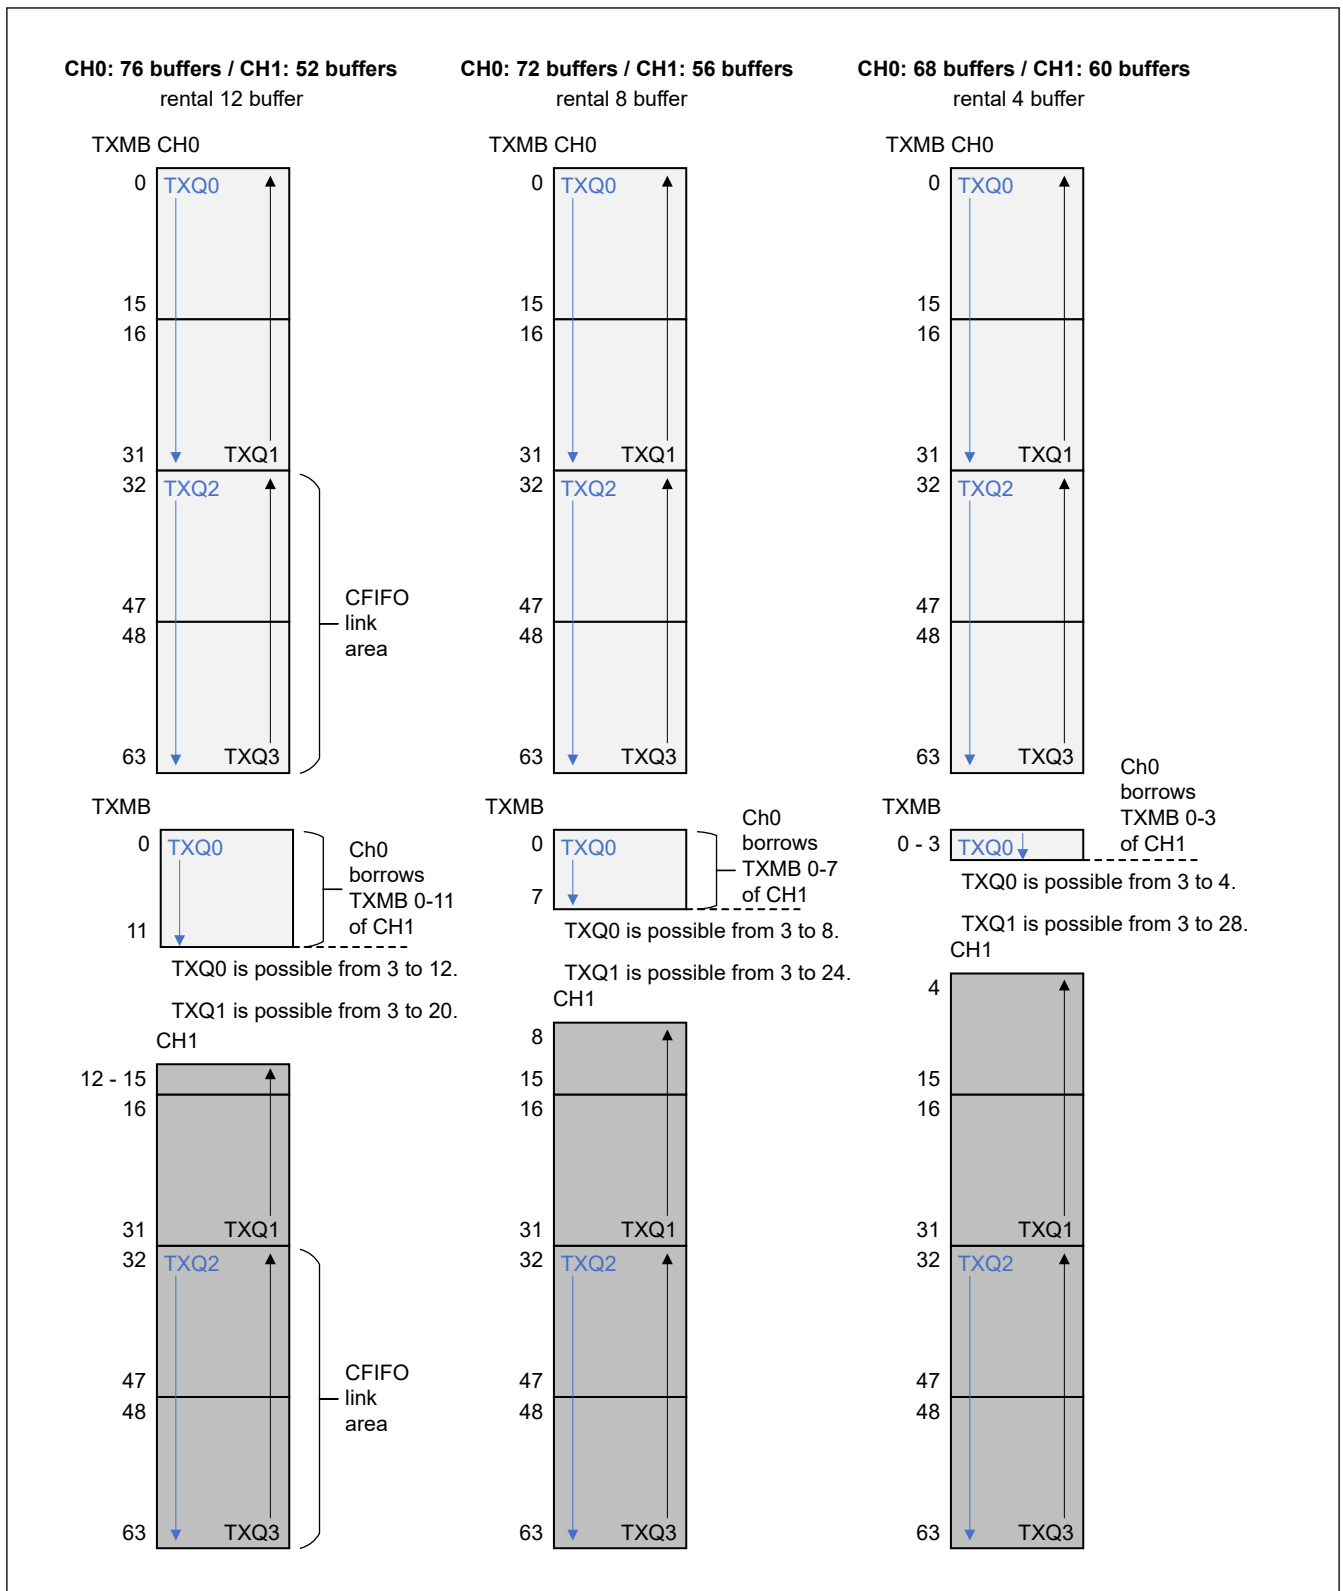 CH0: 76 buffers / CH1: 52 buffers
rental 12 buffer
TXMB CH0
0
TXQ0
15
16
31
TXQ1
32
TXQ2
47
48
CFIFO
link
area
63
TXQ3
TXMB
0
TXQ0
11
Ch0
borrows
TXMB 0-11
of CH1
TXQ0 is possible from 3 to 12.
TXQ1 is possible from 3 to 20.
CH1
12 - 15
16
31
TXQ1
32
TXQ2
47
48
CFIFO
link
area
63
TXQ3
CH0: 72 buffers / CH1: 56 buffers
rental 8 buffer
TXMB CH0
0
TXQ0
15
16
31
TXQ1
32
TXQ2
47
48
63
TXQ3
TXMB
0
TXQ0
7
Ch0
borrows
TXMB 0-7
of CH1
TXQ0 is possible from 3 to 8.
TXQ1 is possible from 3 to 24.
CH1
8
15
16
31
TXQ1
32
TXQ2
47
48
63
TXQ3
CH0: 68 buffers / CH1: 60 buffers
rental 4 buffer
TXMB CH0
0
TXQ0
15
16
31
TXQ1
32
TXQ2
47
48
63
TXQ3
TXMB
0 - 3
TXQ0
Ch0
borrows
TXMB 0-3
of CH1
TXQ0 is possible from 3 to 4.
TXQ1 is possible from 3 to 28.
CH1
4
15
16
31
TXQ1
32
TXQ2
47
48
63
TXQ3